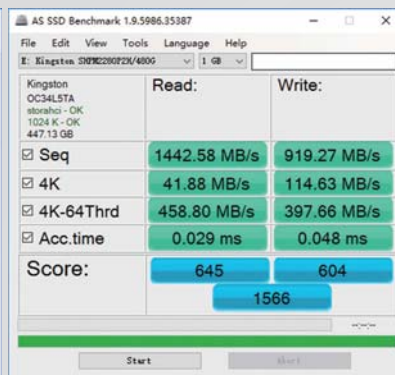 AS SSD Benchmark 1.9.5986.35387
File Edit View Tools Language Help
E: Kingston SHPM2280P2H/480G 1 GB
Kingston
OC34L5TA
storahci - OK
1024 K - OK
447.13 GB
Read: Write:
Seq 1442.58 MB/s 919.27 MB/s
4K 41.88 MB/s 114.63 MB/s
4K-64Thrd 458.80 MB/s 397.66 MB/s
Acc.time 0.029 ms 0.048 ms
Score: 645 604
1566
--:--:--
Start Abort